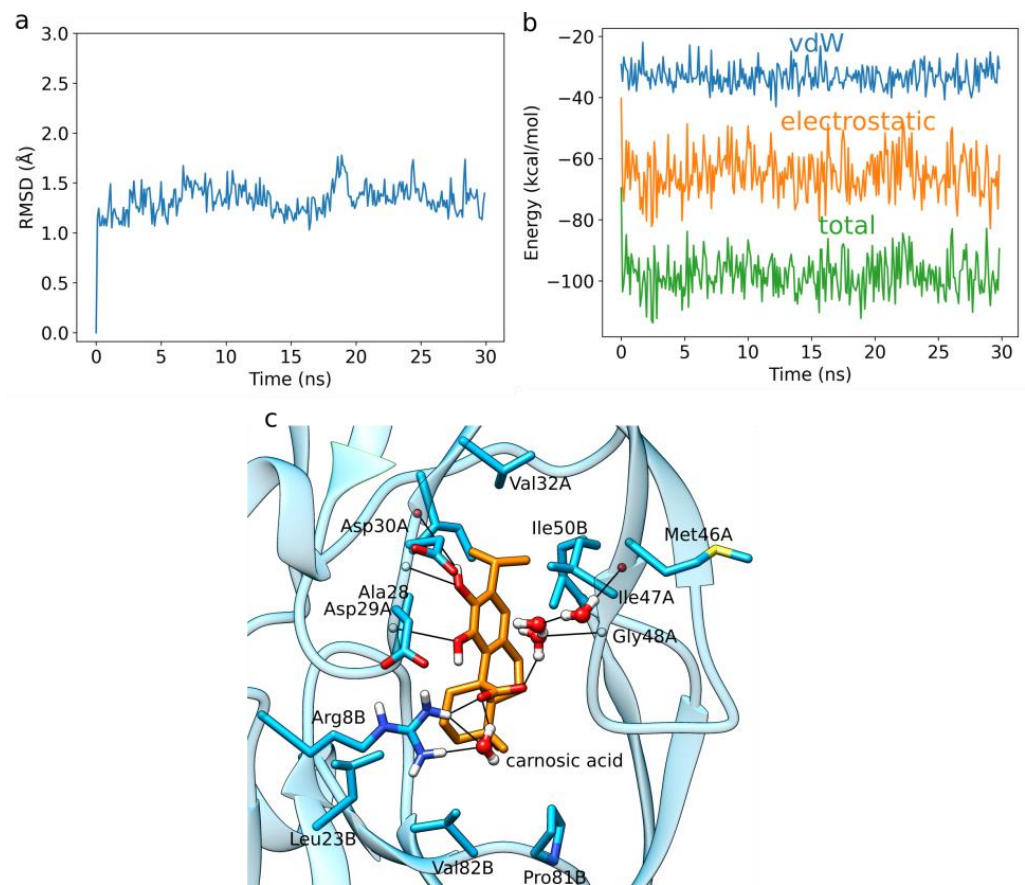 a
3.0
2.5
2.0
1.5
1.0
0.5
0.0
RMSD (Å)
0 5 10 15 20 25 30
Time (ns)
b
−20
−40
−60
−80
−100
Energy (kcal/mol)
vdW
electrostatic
total
0 5 10 15 20 25 30
Time (ns)
c
Val32A
Asp30A
Ile50B
Met46A
Ala28
Ile47A
Asp29A
Gly48A
Arg8B
carnosic acid
Leu23B
Val82B
Pro81B